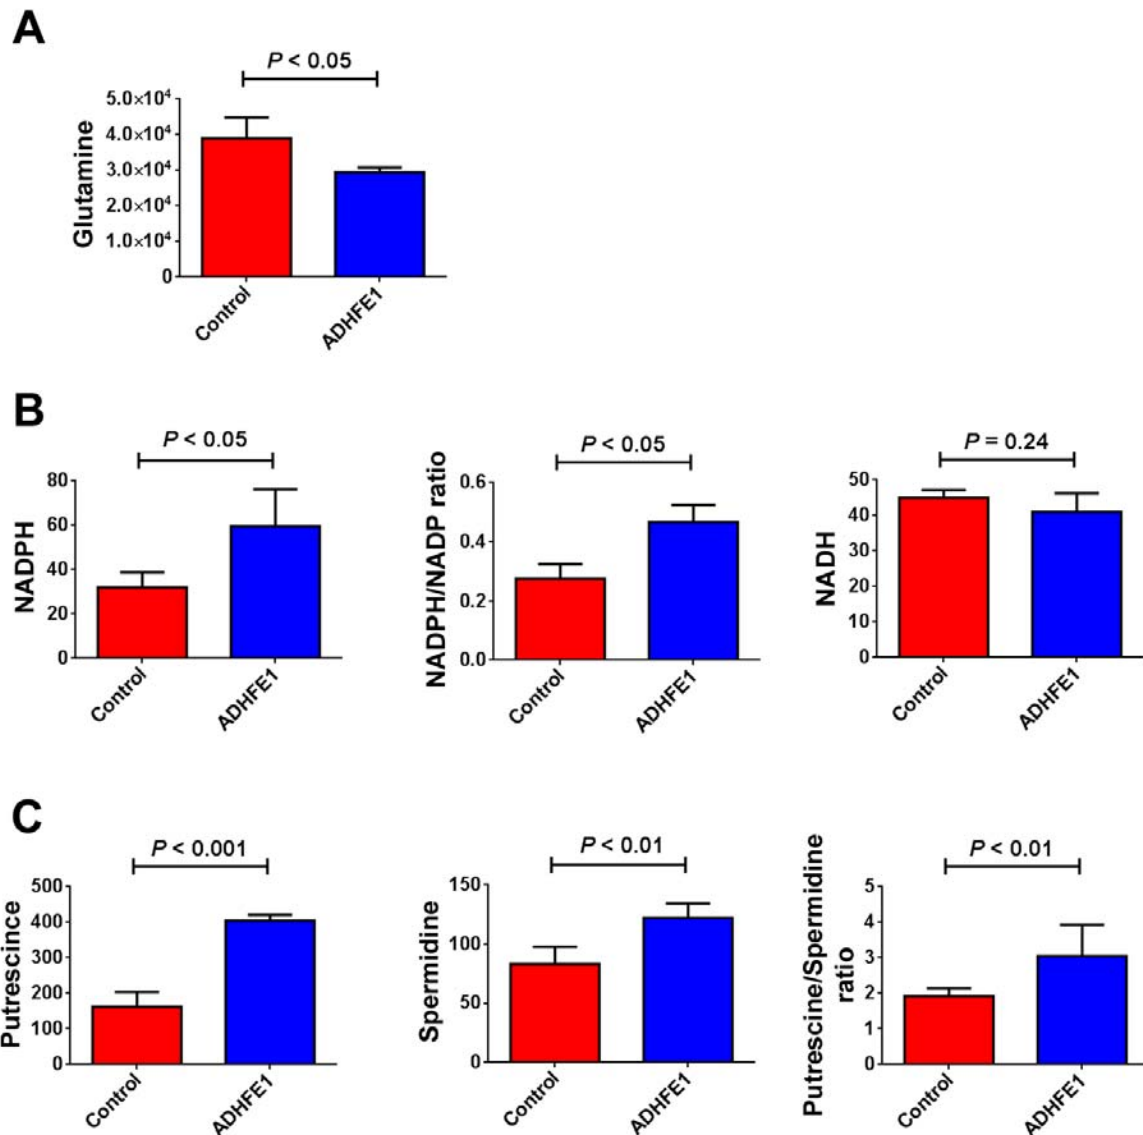 A
P < 0.05
Glutamine
5.0×10⁴
4.0×10⁴
3.0×10⁴
2.0×10⁴
1.0×10⁴
0
Control
ADHFE1
B
P < 0.05
NADPH
80
60
40
20
0
Control
ADHFE1
P < 0.05
NADPH/NADP ratio
0.6
0.4
0.2
0.0
Control
ADHFE1
P = 0.24
NADH
50
40
30
20
10
0
Control
ADHFE1
C
P < 0.001
Putrescince
500
400
300
200
100
0
Control
ADHFE1
P < 0.01
Spermidine
150
100
50
0
Control
ADHFE1
P < 0.01
Putrescine/Spermidine
ratio
5
4
3
2
1
0
Control
ADHFE1